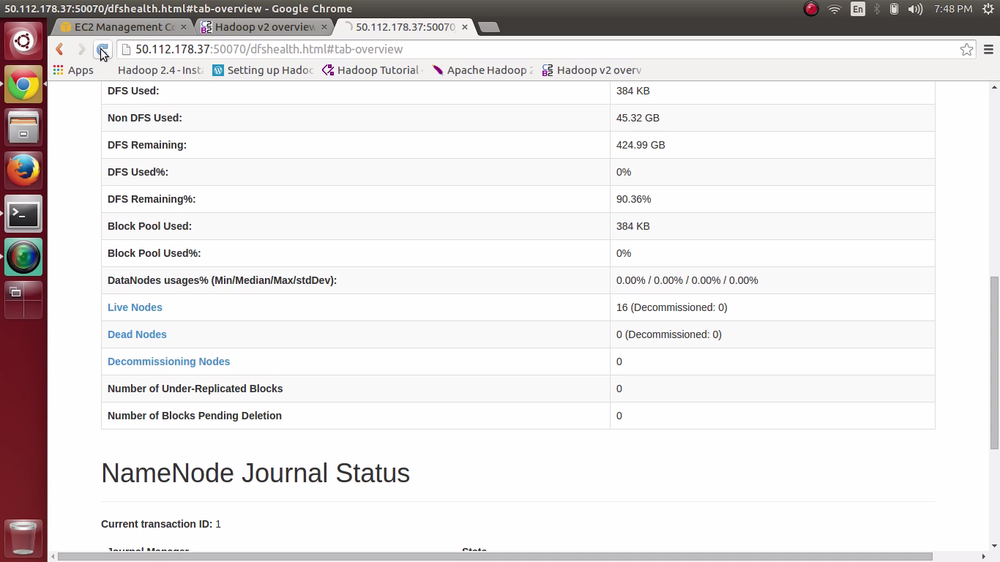 50.112.178.37:50070/dfshealth.html#tab-overview - Google Chrome En 7:48 PM
EC2 Management Co × Hadoop v2 overview × 50.112.178.37:50070 ×
50.112.178.37:50070/dfshealth.html#tab-overview
Apps Hadoop 2.4 - Insta Setting up Hadoo Hadoop Tutorial - Apache Hadoop 2 Hadoop v2 overv
DFS Used: 384 KB
Non DFS Used: 45.32 GB
DFS Remaining: 424.99 GB
DFS Used%: 0%
DFS Remaining%: 90.36%
Block Pool Used: 384 KB
Block Pool Used%: 0%
DataNodes usages% (Min/Median/Max/stdDev): 0.00% / 0.00% / 0.00% / 0.00%
Live Nodes 16 (Decommissioned: 0)
Dead Nodes 0 (Decommissioned: 0)
Decommissioning Nodes 0
Number of Under-Replicated Blocks 0
Number of Blocks Pending Deletion 0
NameNode Journal Status
Current transaction ID: 1
Journal Manager State